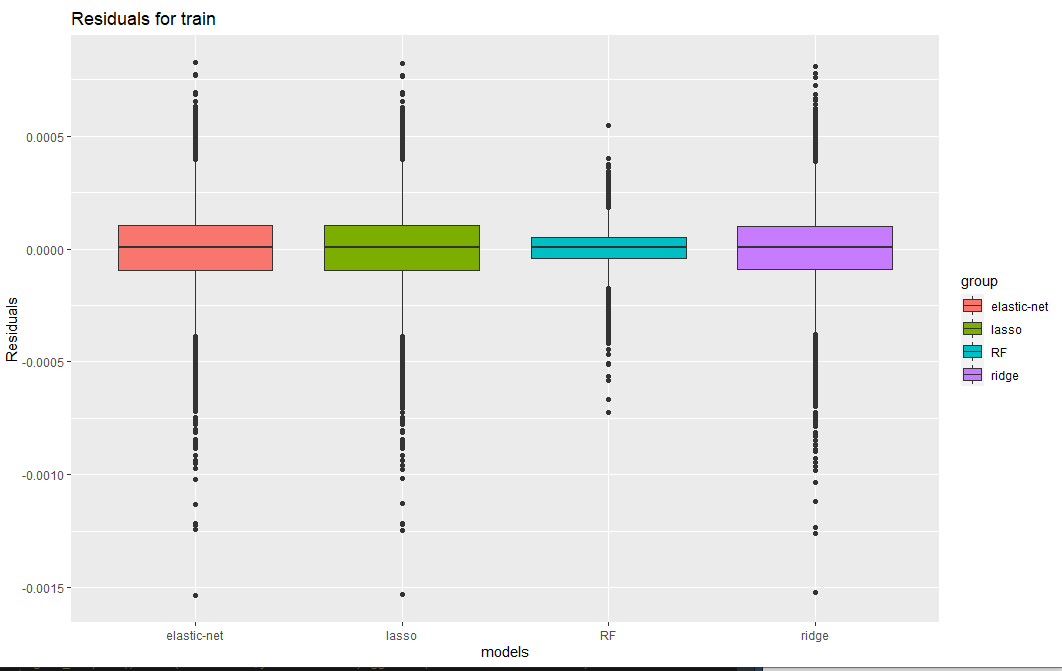 Residuals for train
Residuals
0.0005
0.0000
-0.0005
-0.0010
-0.0015
elastic-net
lasso
RF
ridge
models
group
elastic-net
lasso
RF
ridge